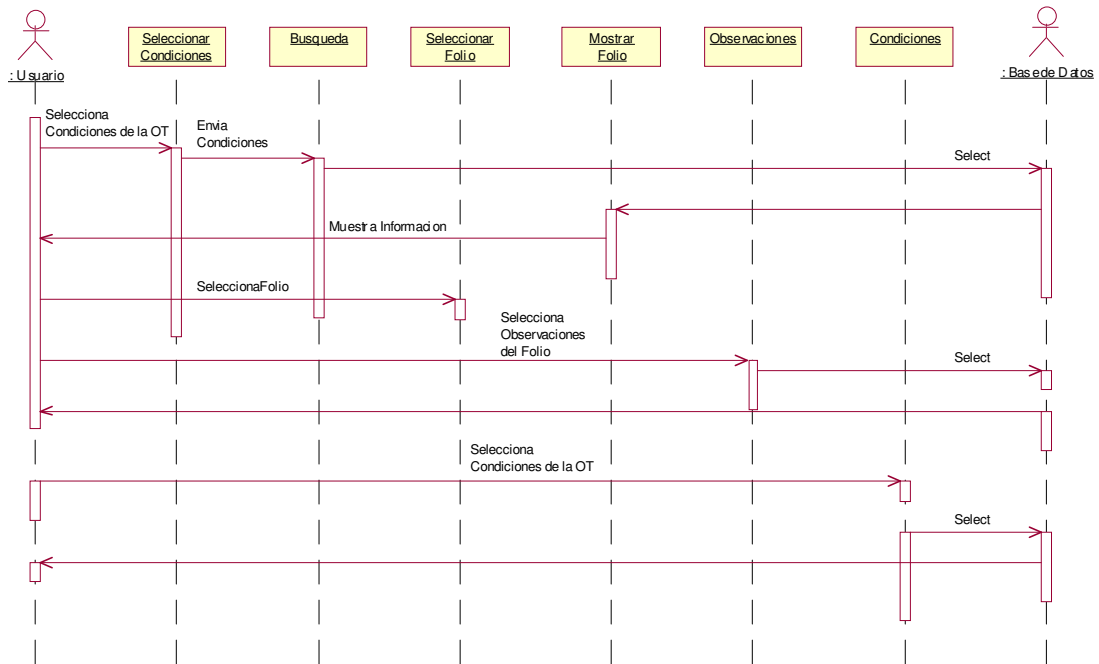 : Usuario
Seleccionar
Condiciones
Busqueda
Seleccionar
Folio
Mostrar
Folio
Observaciones
Condiciones
: Base de Datos
Selecciona
Condiciones de la OT
Envia
Condiciones
Select
Muestra Informacion
SeleccionaFolio
Selecciona
Observaciones
del Folio
Select
Selecciona
Condiciones de la OT
Select